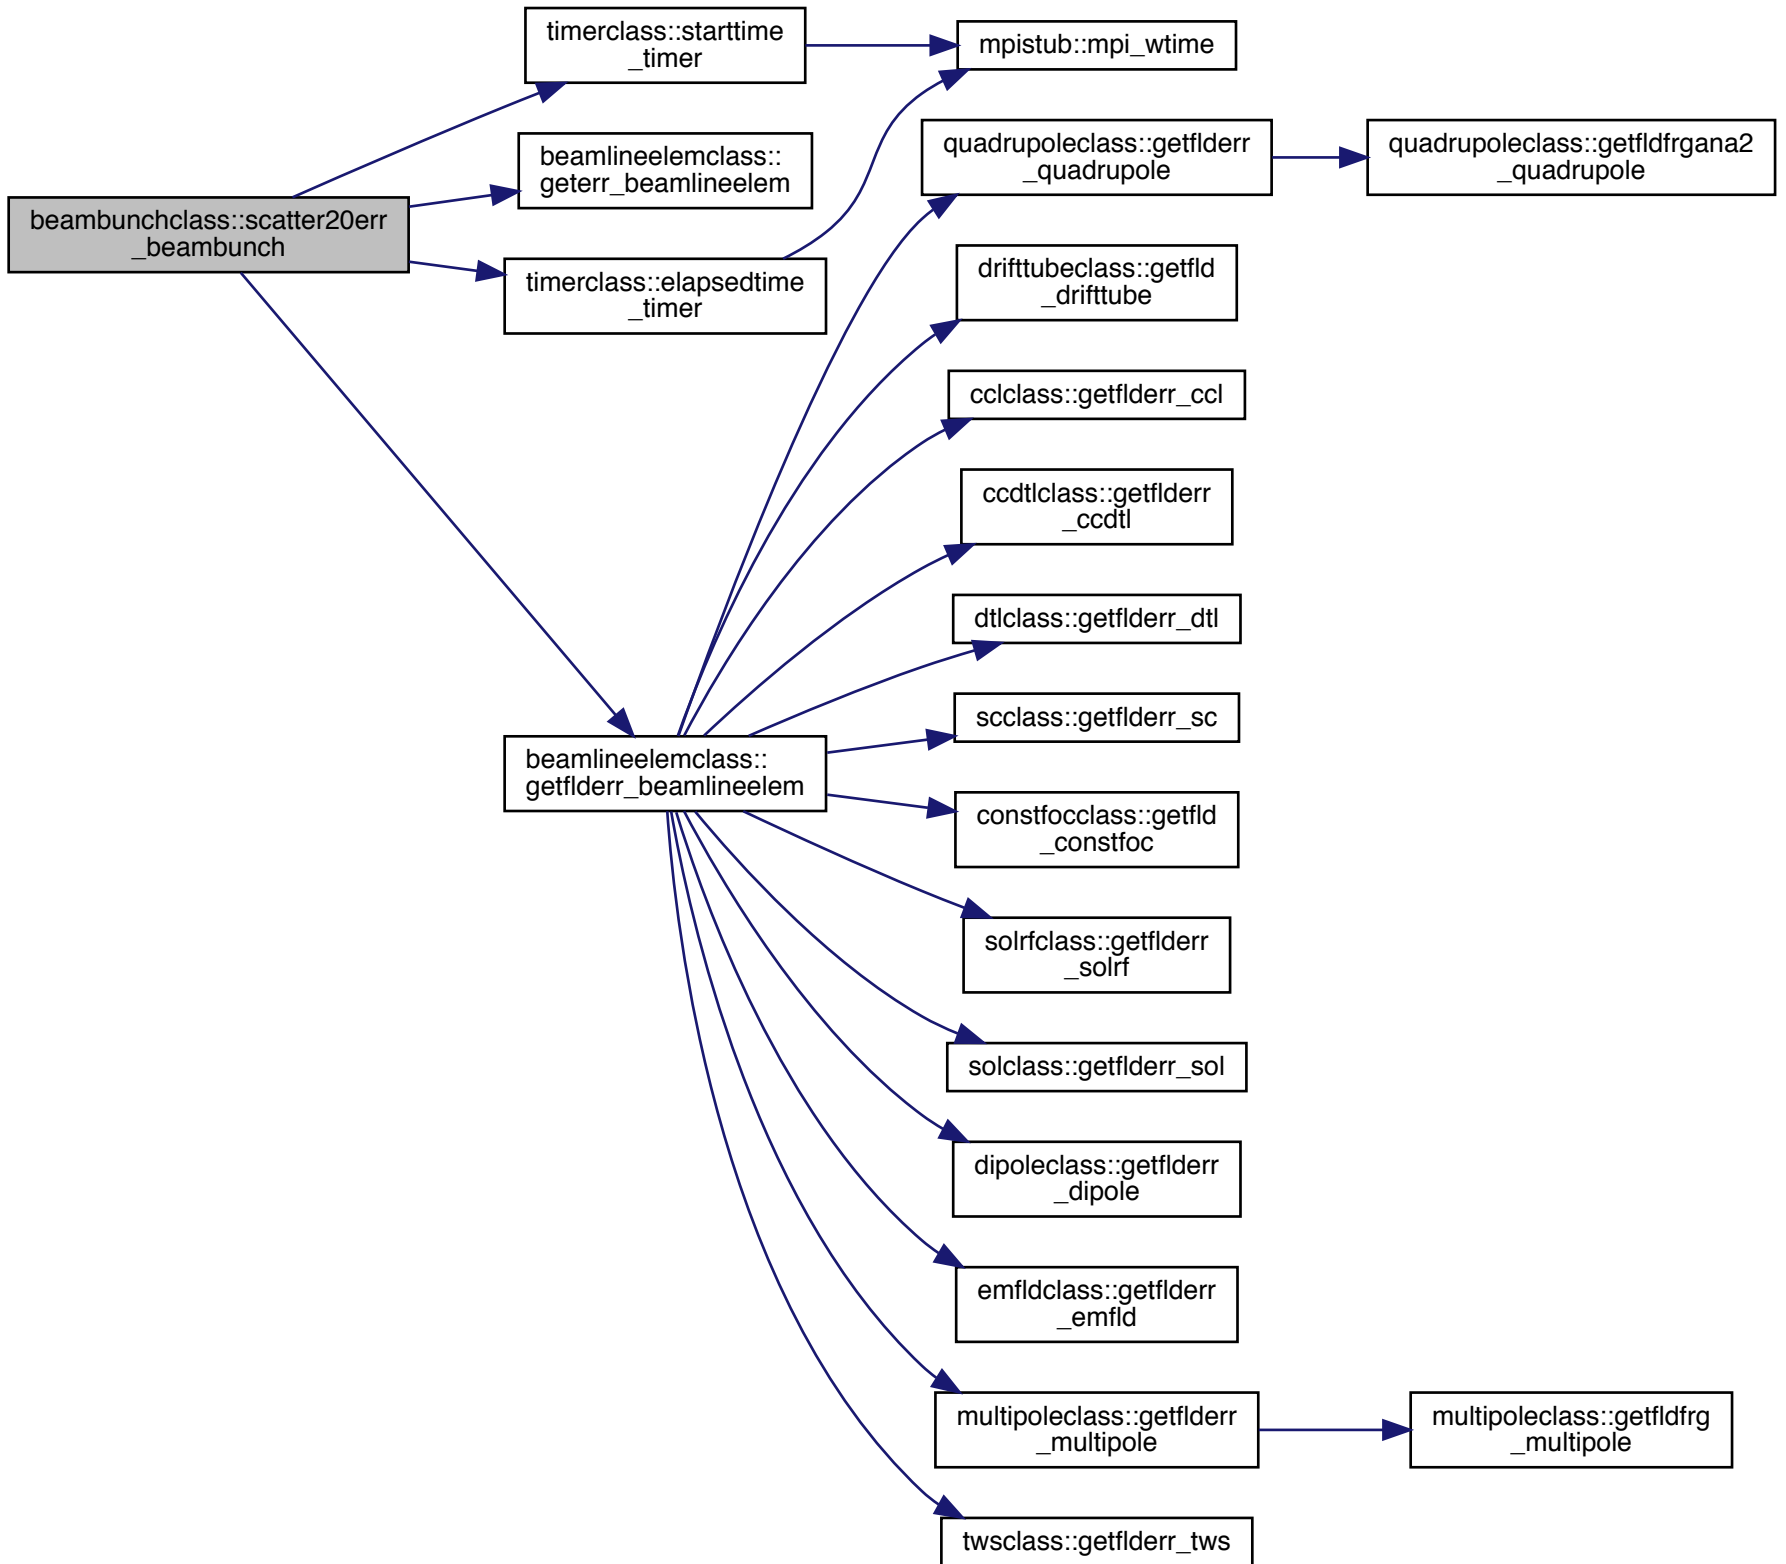 beambunchclass::scatter20err
_beambunch
timerclass::starttime
_timer
beamlineelemclass::
geterr_beamlineelem
timerclass::elapsedtime
_timer
beamlineelemclass::
getflderr_beamlineelem
mpistub::mpi_wtime
quadrupoleclass::getflderr
_quadrupole
drifttubeclass::getfld
_drifttube
cclclass::getflderr_ccl
ccdtlclass::getflderr
_ccdtl
dtlclass::getflderr_dtl
scclass::getflderr_sc
constfocclass::getfld
_constfoc
solrfclass::getflderr
_solrf
solclass::getflderr_sol
dipoleclass::getflderr
_dipole
emfldclass::getflderr
_emfld
multipoleclass::getflderr
_multipole
twsclass::getflderr_tws
quadrupoleclass::getfldfrgana2
_quadrupole
multipoleclass::getfldfrg
_multipole